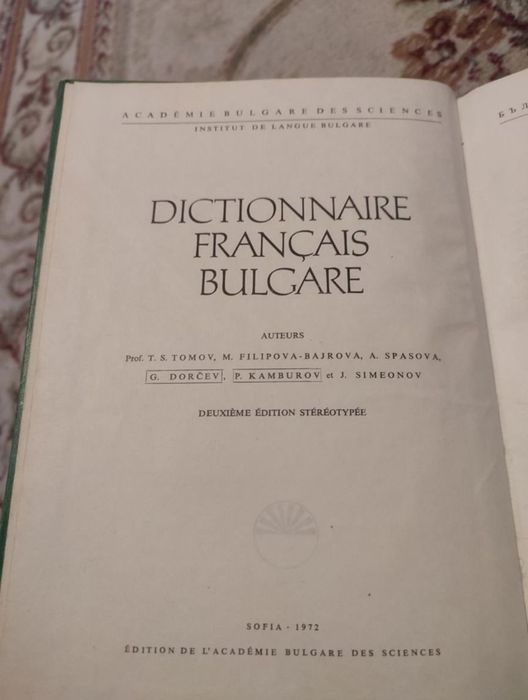 ACADÉMIE BULGARE DES SCIENCES
INSTITUT DE LANGUE BULGARE
DICTIONNAIRE
FRANÇAIS
BULGARE
AUTEURS
Prof. T. S. TOMOV, M. FILIPOVA-BAJROVA, A. SPASOVA,
G. DORČEV, P. KAMBUROV et J. SIMEONOV
DEUXIÈME ÉDITION STÉRÉOTYPÉE
SOFIA · 1972
ÉDITION DE L'ACADÉMIE BULGARE DES SCIENCES
БЪЛ